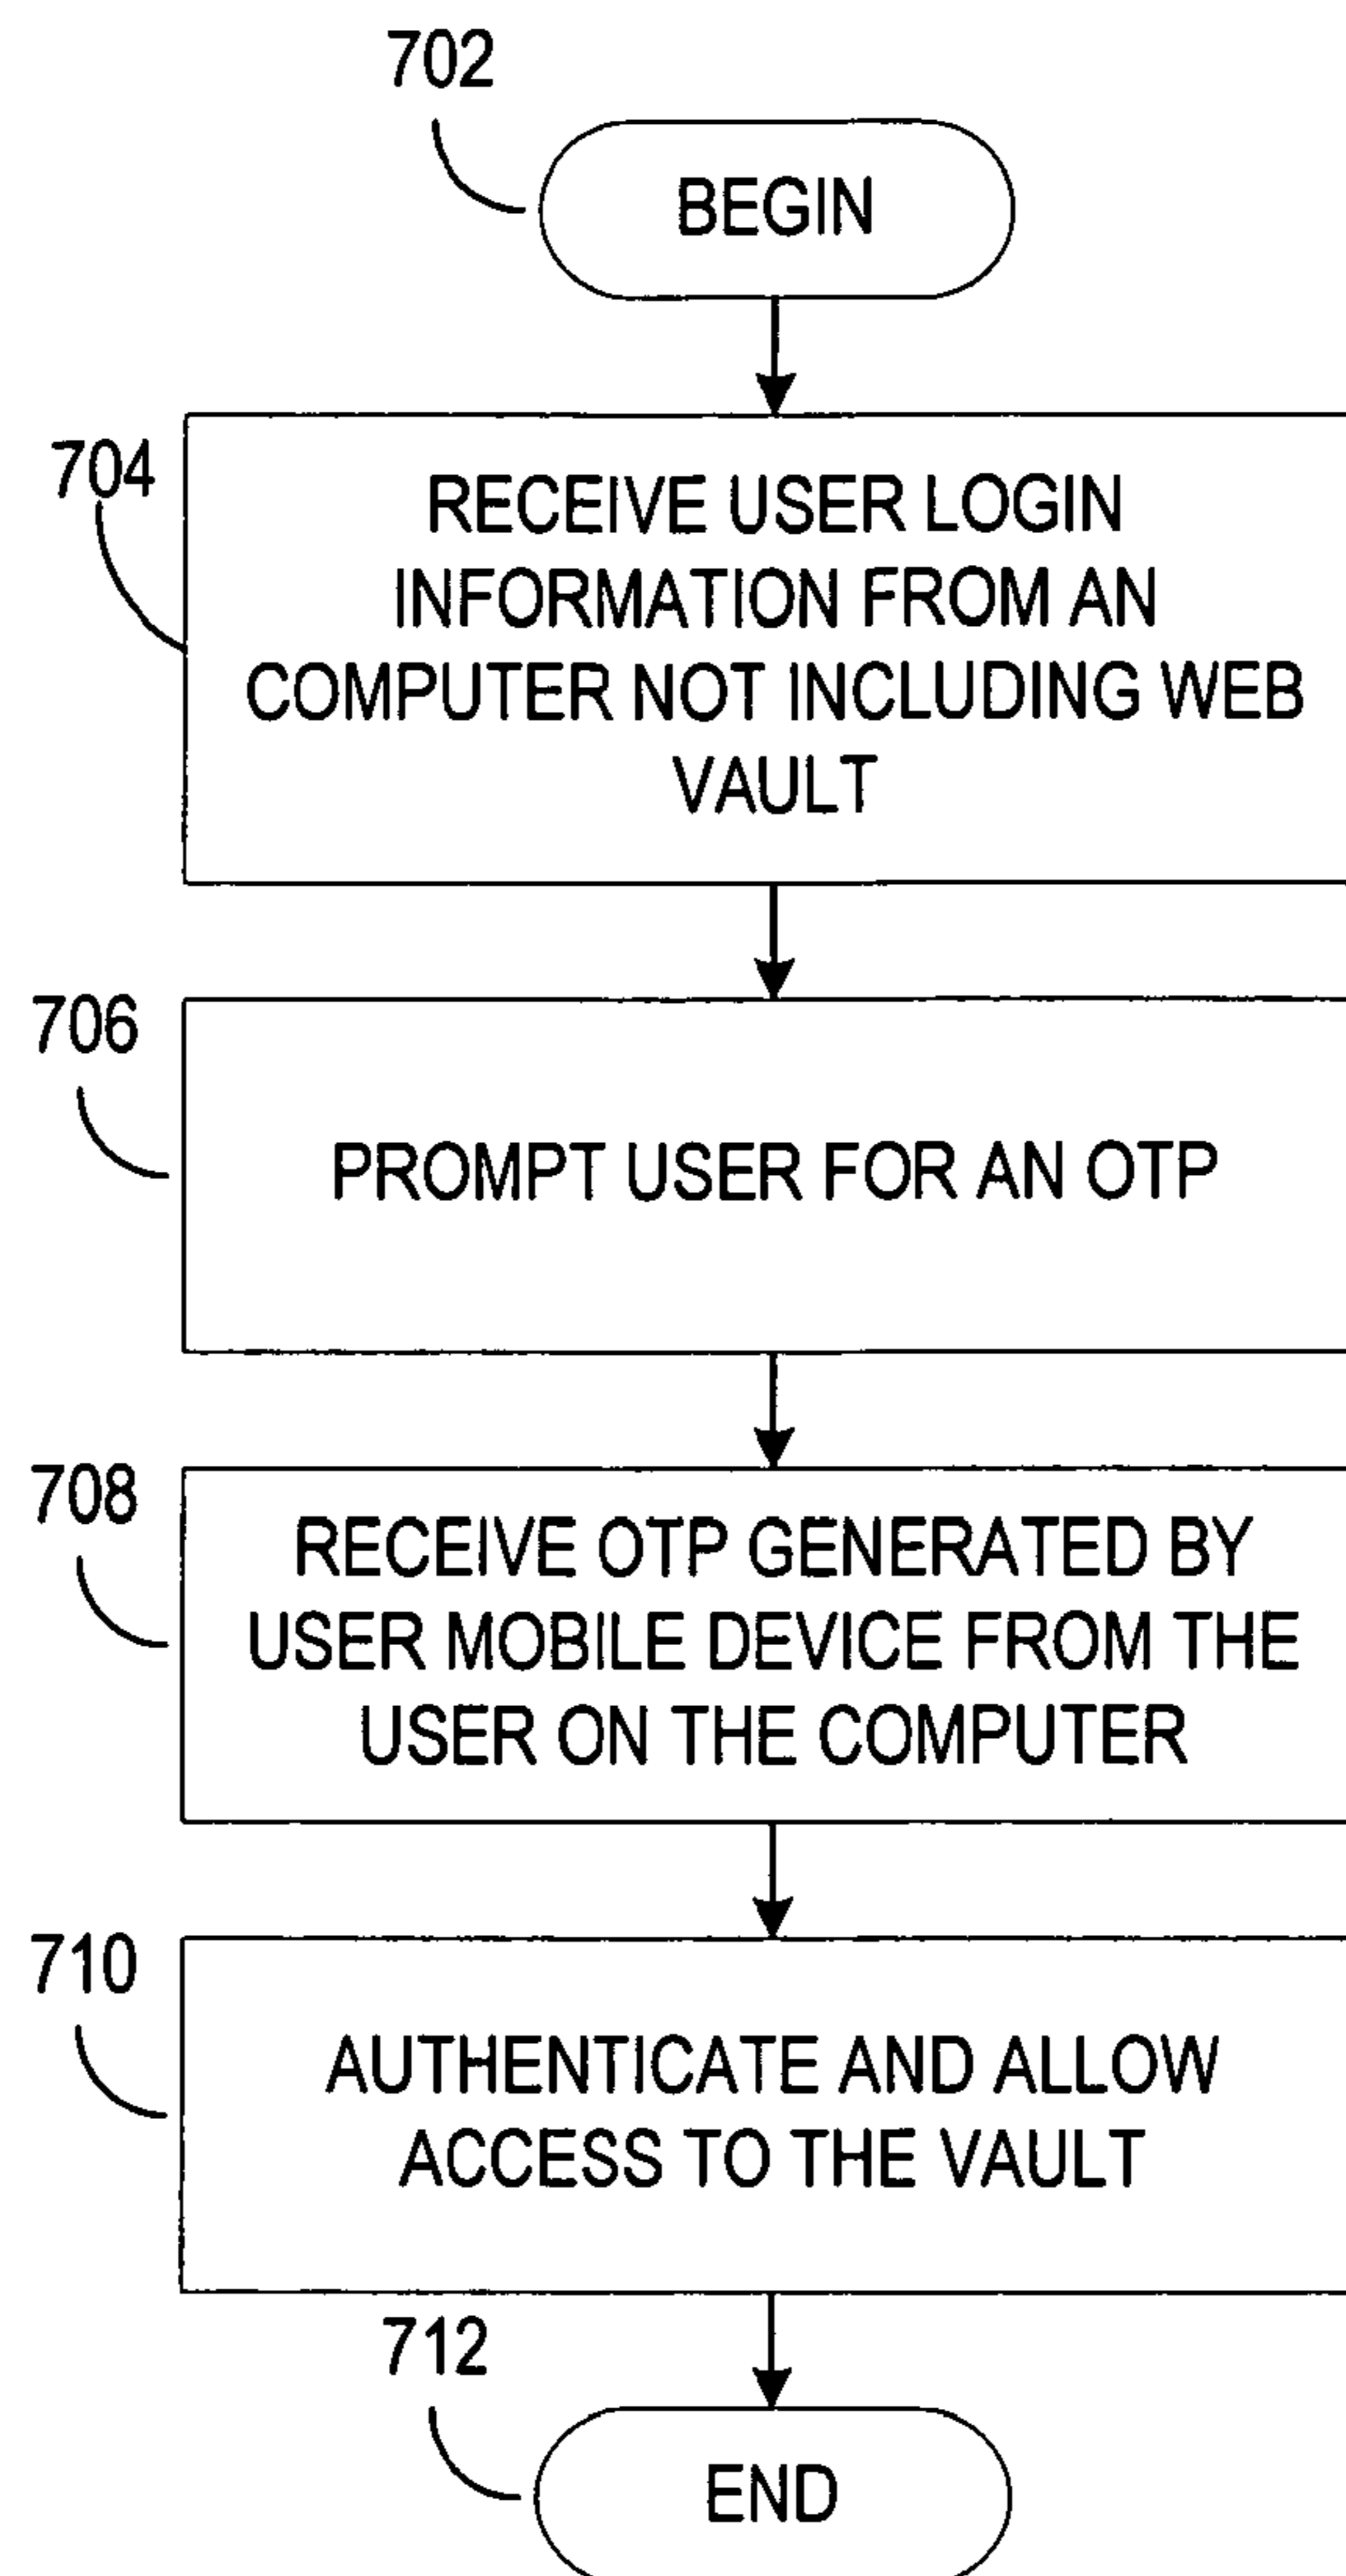 702
BEGIN
704
RECEIVE USER LOGIN
INFORMATION FROM AN
COMPUTER NOT INCLUDING WEB
VAULT
706
PROMPT USER FOR AN OTP
708
RECEIVE OTP GENERATED BY
USER MOBILE DEVICE FROM THE
USER ON THE COMPUTER
710
AUTHENTICATE AND ALLOW
ACCESS TO THE VAULT
712
END